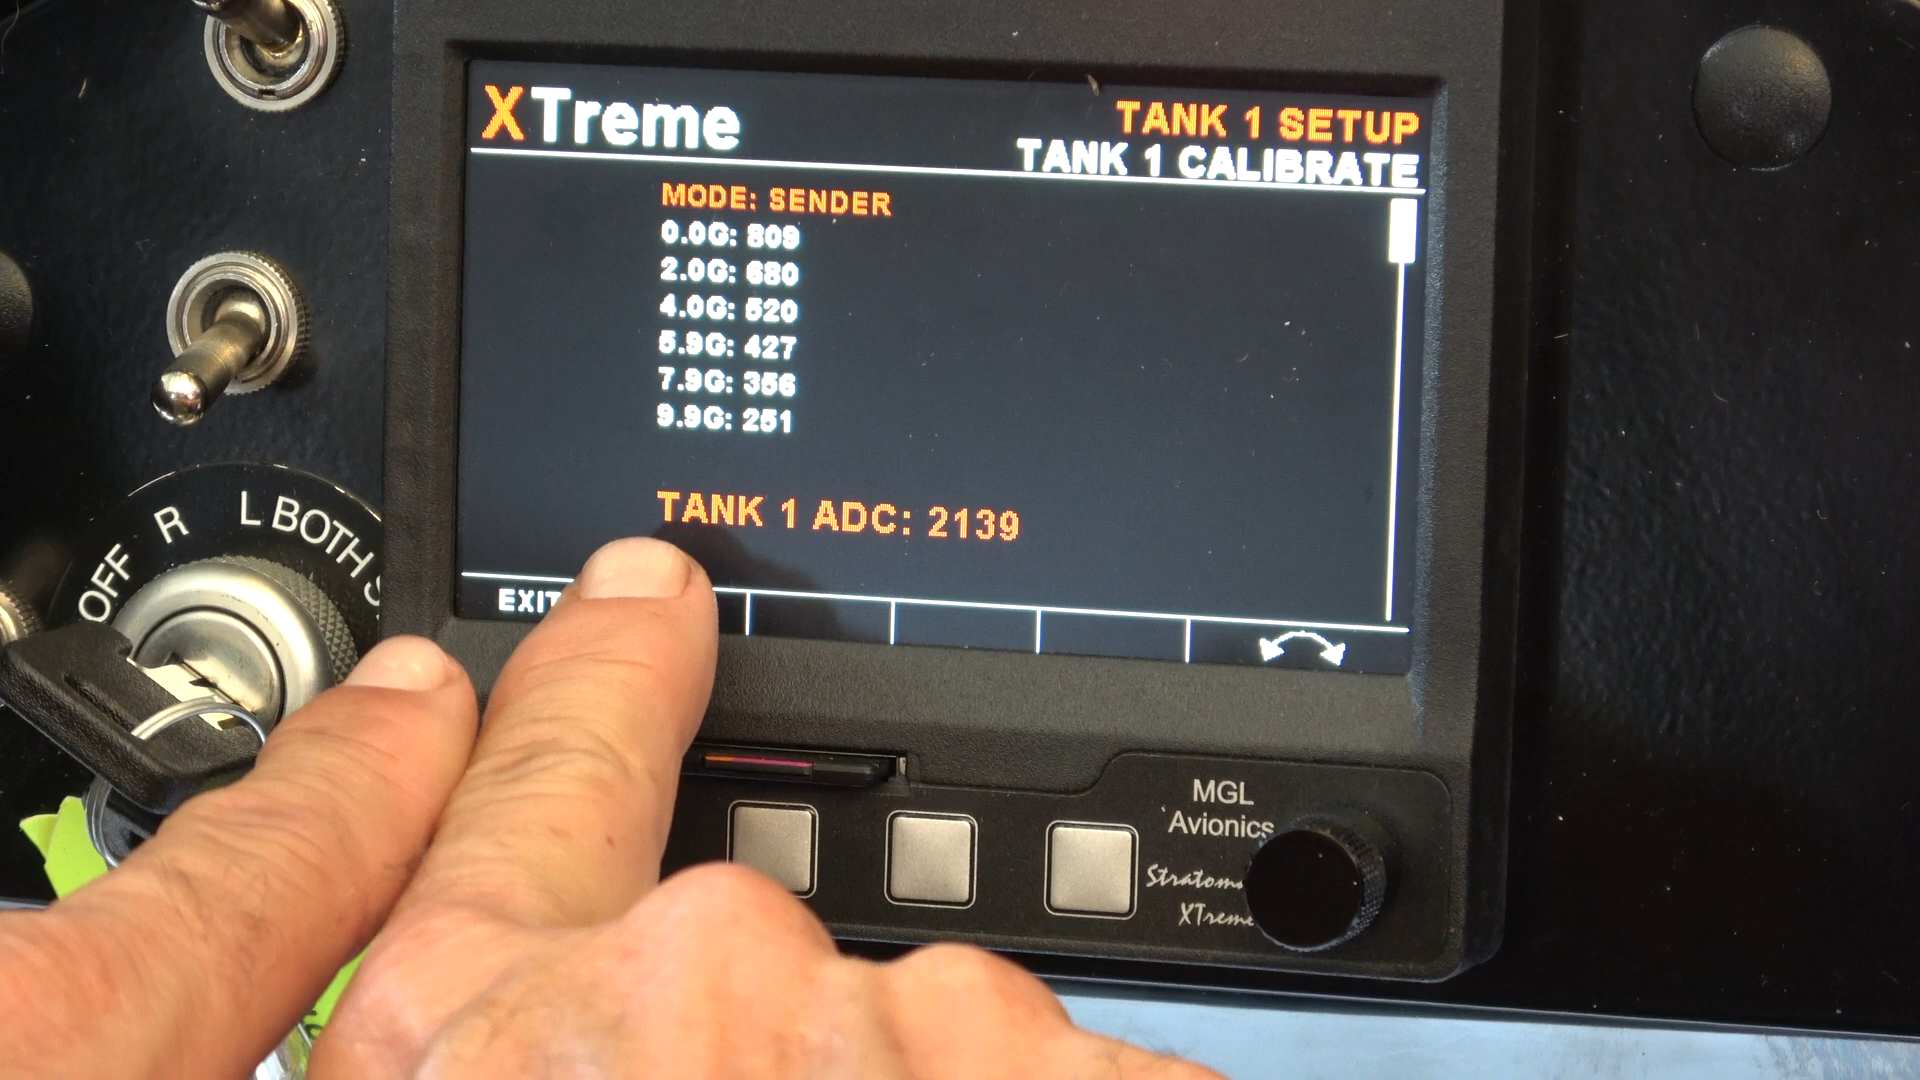 XTreme
TANK 1 SETUP
TANK 1 CALIBRATE
MODE: SENDER
0.0G: 809
2.0G: 680
4.0G: 520
5.9G: 427
7.9G: 356
9.9G: 251
TANK 1 ADC: 2139
EXIT
OFF R L BOTH S
MGL
Avionics
XTreme